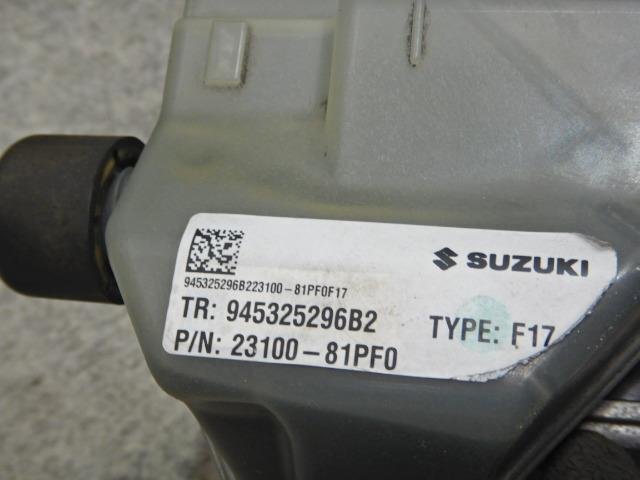 SUZUKI
945325296B223100-81PF0F17
TR: 945325296B2
TYPE: F17
P/N: 23100-81PF0